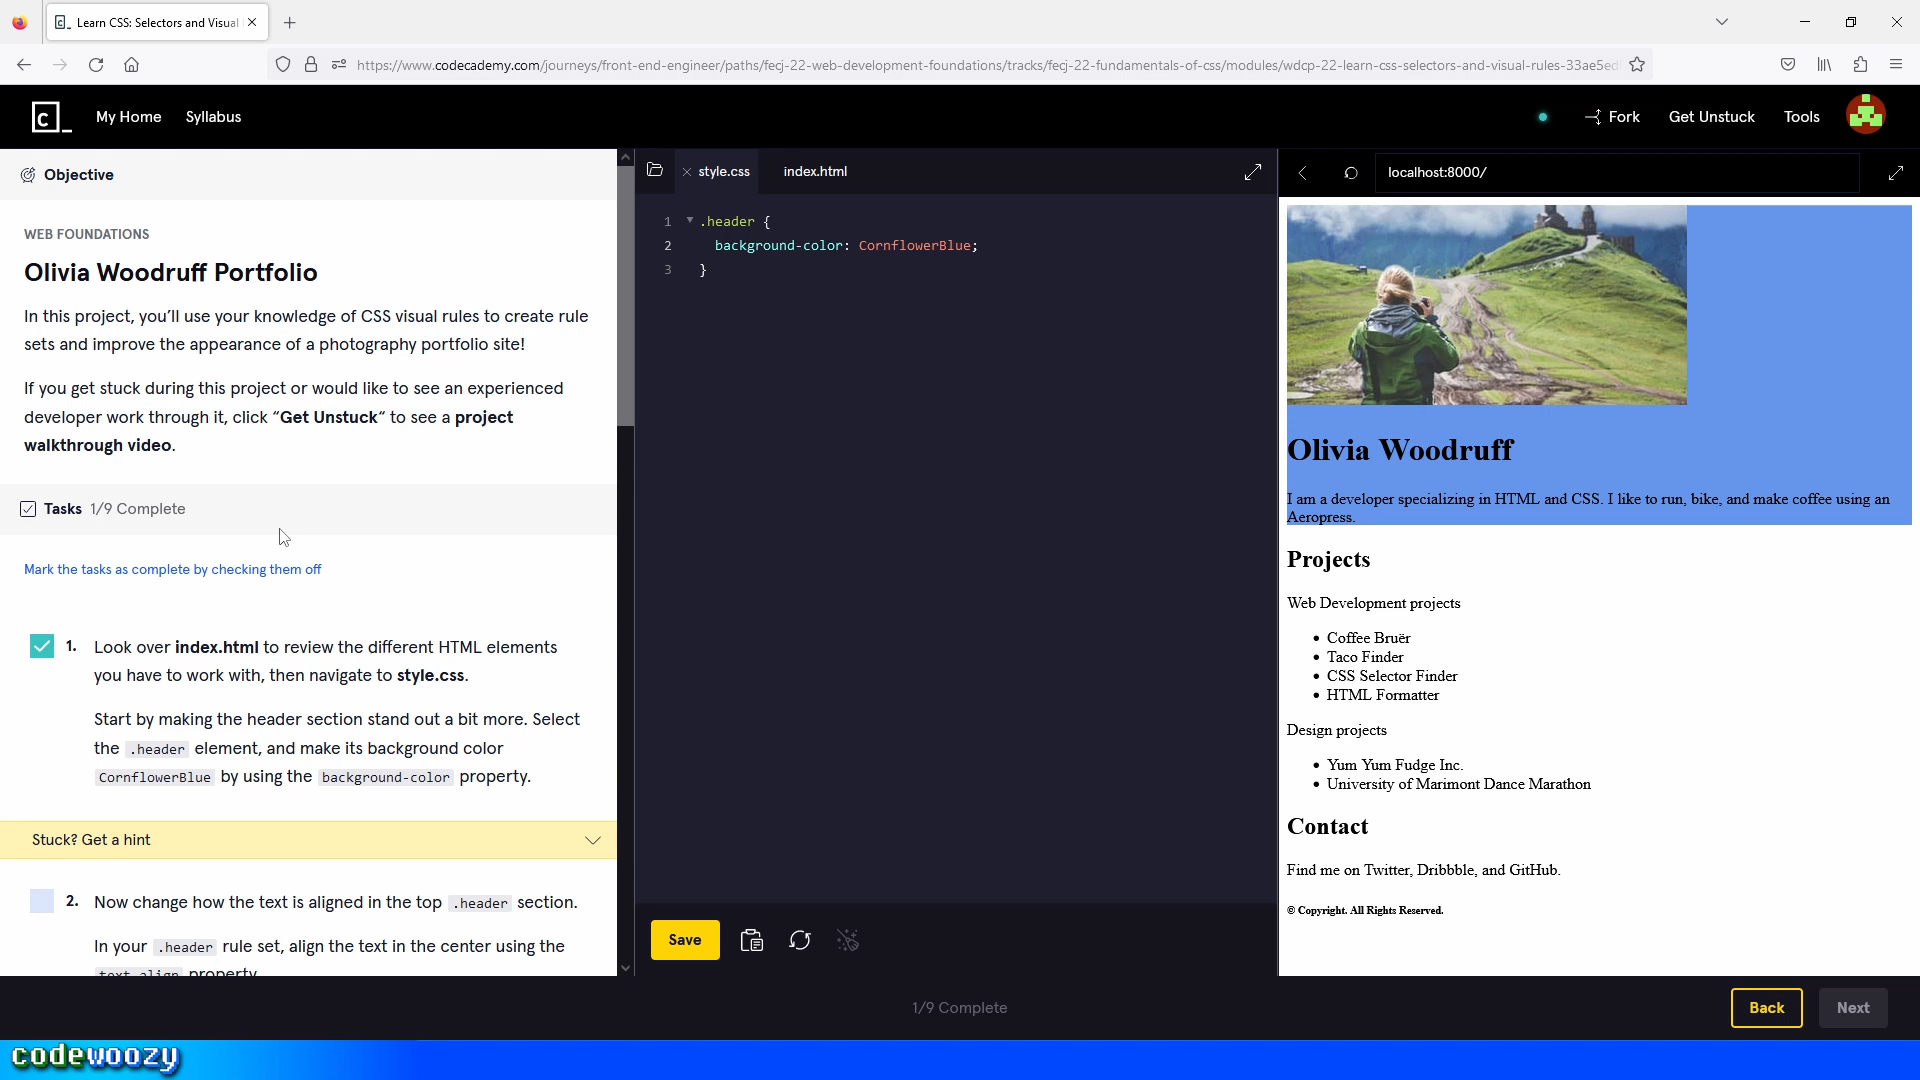 Learn CSS: Selectors and Visual
https://www.codecademy.com/journeys/front-end-engineer/paths/fecj-22-web-development-foundations/tracks/fecj-22-fundamentals-of-css/modules/wdcp-22-learn-css-selectors-and-visual-rules-33ae5ed
c_
My Home
Syllabus
Fork
Get Unstuck
Tools
Objective
WEB FOUNDATIONS
Olivia Woodruff Portfolio
In this project, you’ll use your knowledge of CSS visual rules to create rule
sets and improve the appearance of a photography portfolio site!
If you get stuck during this project or would like to see an experienced
developer work through it, click “Get Unstuck“ to see a project
walkthrough video.
Tasks 1/9 Complete
Mark the tasks as complete by checking them off
1. Look over index.html to review the different HTML elements
you have to work with, then navigate to style.css.
Start by making the header section stand out a bit more. Select
the .header element, and make its background color
CornflowerBlue by using the background-color property.
Stuck? Get a hint
2. Now change how the text is aligned in the top .header section.
In your .header rule set, align the text in the center using the
text-align property.
style.css
index.html
1 .header {
2 background-color: CornflowerBlue;
3 }
Save
localhost:8000/
Olivia Woodruff
I am a developer specializing in HTML and CSS. I like to run, bike, and make coffee using an
Aeropress.
Projects
Web Development projects
• Coffee Bruër
• Taco Finder
• CSS Selector Finder
• HTML Formatter
Design projects
• Yum Yum Fudge Inc.
• University of Marimont Dance Marathon
Contact
Find me on Twitter, Dribbble, and GitHub.
© Copyright. All Rights Reserved.
1/9 Complete
Back
Next
codewoozy